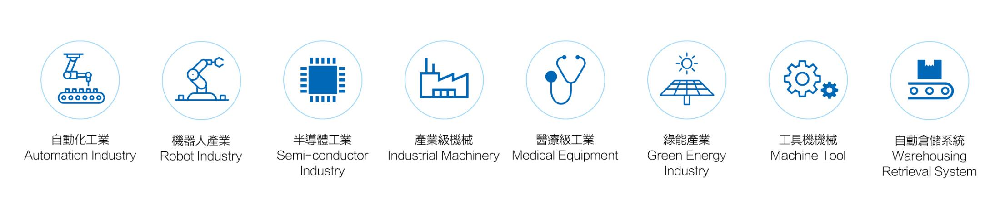 自動化工業
Automation Industry
機器人產業
Robot Industry
半導體工業
Semi-conductor
Industry
產業級機械
Industrial Machinery
醫療級工業
Medical Equipment
綠能產業
Green Energy
Industry
工具機機械
Machine Tool
自動倉儲系統
Warehousing
Retrieval System